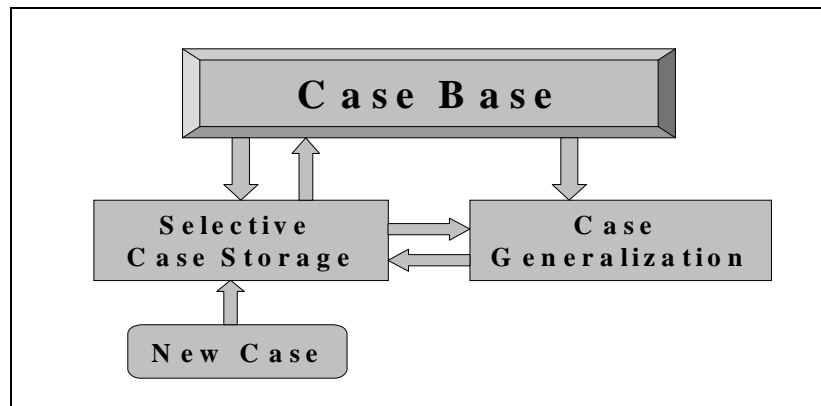 Case Base
Selective
Case Storage
Case
Generalization
New Case